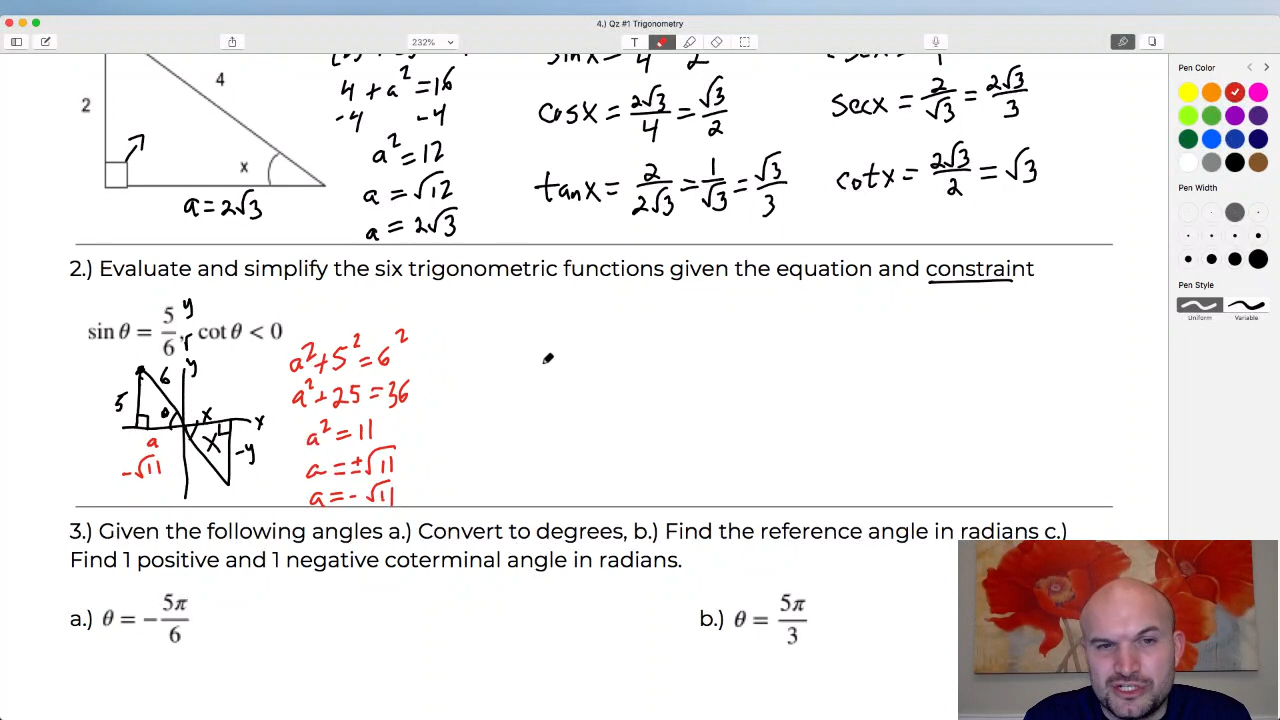 4.) Qz #1 Trigonometry
232%
T
Pen Color
Pen Width
Pen Style
Uniform
Variable
2
4
x
a = 2√3
4 + a² = 16
-4 -4
a² = 12
a = √12
a = 2√3
cosx = 2√3/4 = √3/2
tanx = 2/2√3 = 1/√3 = √3/3
secx = 2/√3 = 2√3/3
cotx = 2√3/2 = √3
2.) Evaluate and simplify the six trigonometric functions given the equation and constraint
sin θ = 5/6, cot θ < 0
y
r
y
x
5
6
θ
a
-√11
x
-y
X
a² + 5² = 6²
a² + 25 = 36
a² = 11
a = ±√11
a = -√11
3.) Given the following angles a.) Convert to degrees, b.) Find the reference angle in radians c.)
Find 1 positive and 1 negative coterminal angle in radians.
a.) θ = -5π/6
b.) θ = 5π/3